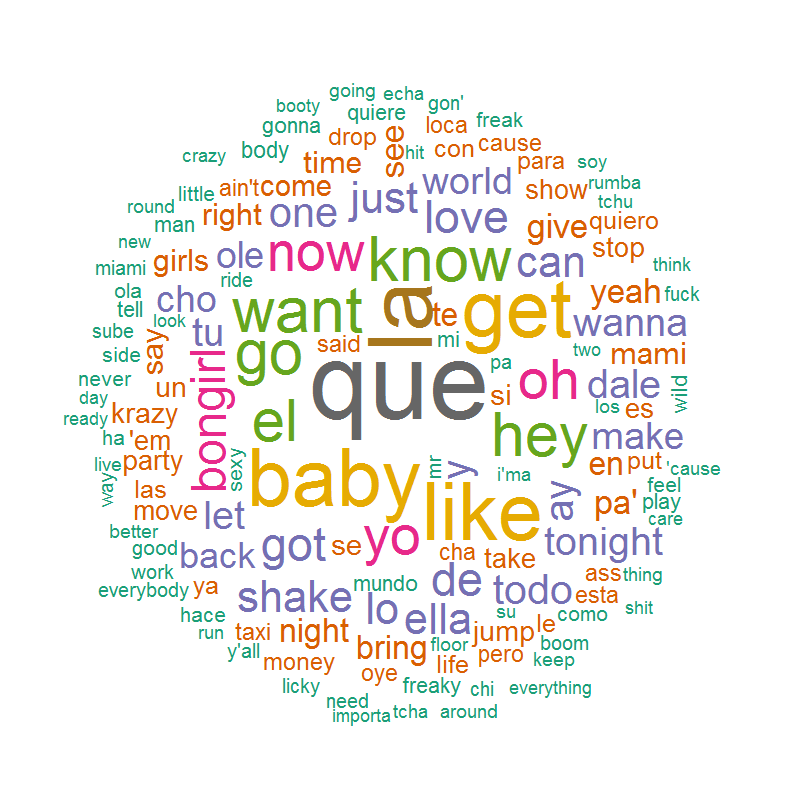 going
echa
booty
quiere
gon'
gonna
drop
see
loca
freak
crazy
body
hit
con
cause
time
para
soy
little
ain't
come
just
world
show
rumba
tchu
round
man
right
one
love
give
quiero
new
girls
ole
now
know
can
stop
think
miami
ride
ola
cho
want
la
te
get
yeah
fuck
tell
look
tu
wanna
sube
say
said
mi
two
mami
side
go
que
pa
oh
dale
wild
never
un
bongirl
si
los
es
day
krazy
el
hey
make
ready
'em
ha
party
sexy
baby
mr
y
i'ma
en
put
'cause
live
way
las
like
ay
pa'
feel
play
move
let
yo
care
better
good
back
got
se
cha
take
tonight
work
everybody
ya
shake
mundo
de
todo
ass
thing
esta
hace
lo
ella
su
como
shit
run
taxi
night
bring
floor
jump
le
boom
y'all
money
oye
life
pero
keep
licky
freaky
chi
everything
need
importa
tcha
around